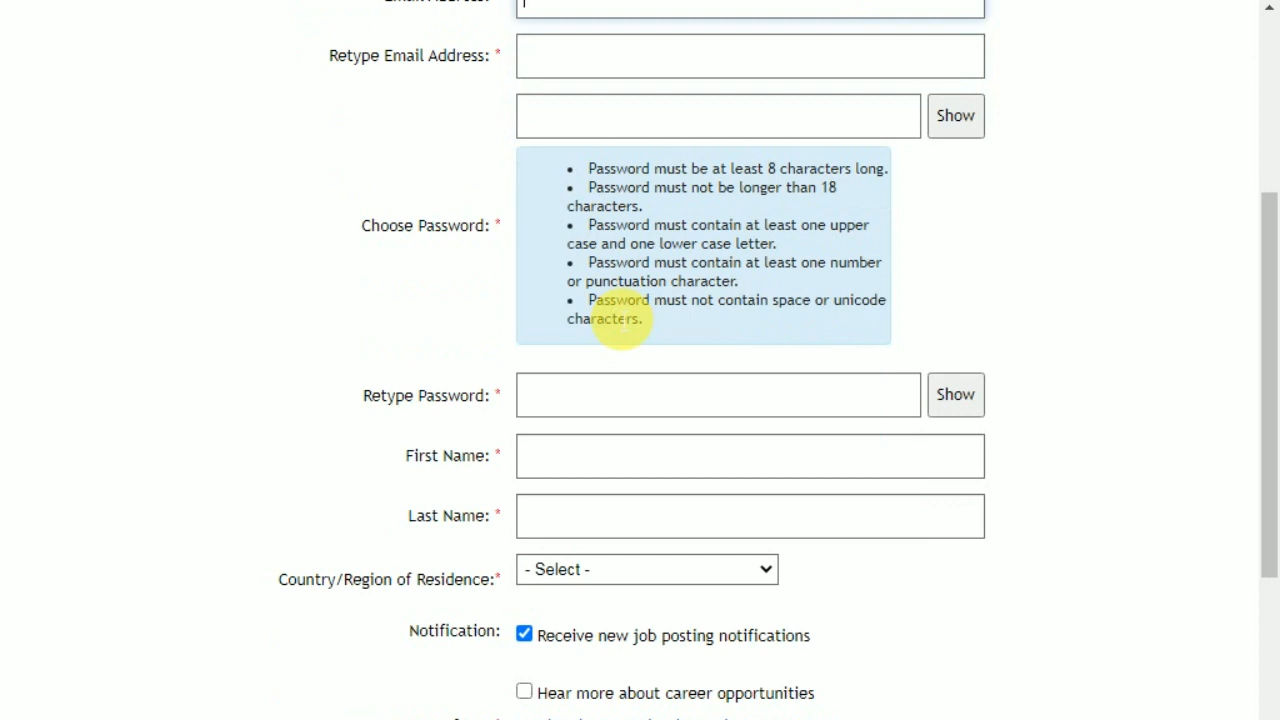 Retype Email Address: *
Show
Password must be at least 8 characters long.
Password must not be longer than 18
characters.
Choose Password: *
Password must contain at least one upper
case and one lower case letter.
Password must contain at least one number
or punctuation character.
Password must not contain space or unicode
characters.
Retype Password: *
Show
First Name: *
Last Name: *
Country/Region of Residence:*
- Select -
Notification:
Receive new job posting notifications
Hear more about career opportunities